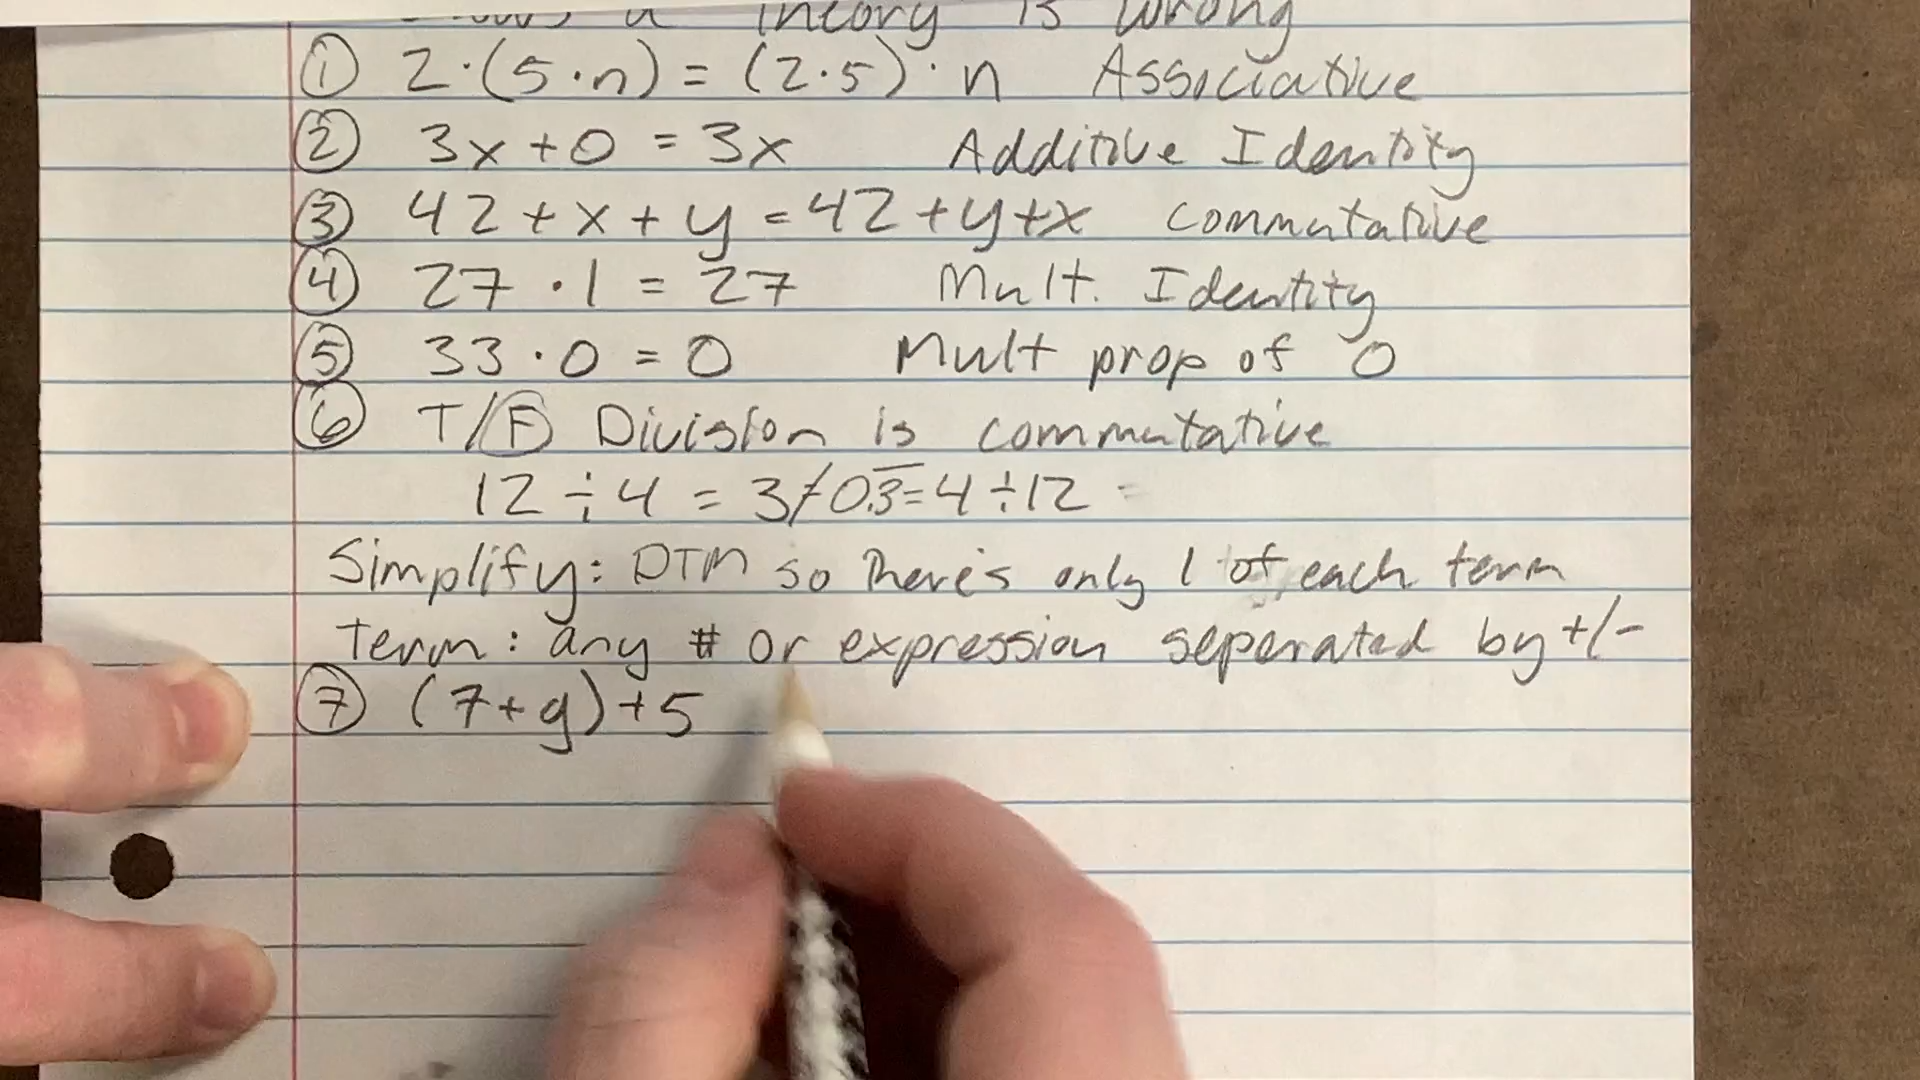 a Theory is wrong
① 2·(5·n) = (2·5)·n Associative
② 3x+0 = 3x Additive Identity
③ 42+x+y = 42+y+x commutative
④ 27·1 = 27 Mult. Identity
⑤ 33·0 = 0 Mult prop of 0
⑥ T/Ⓕ Division is commutative
12÷4 = 3≠0.3̅=4÷12 =
Simplify: DTM so there's only 1 of each term
Term: any # or expression seperated by +/-
⑦ (7+g)+5